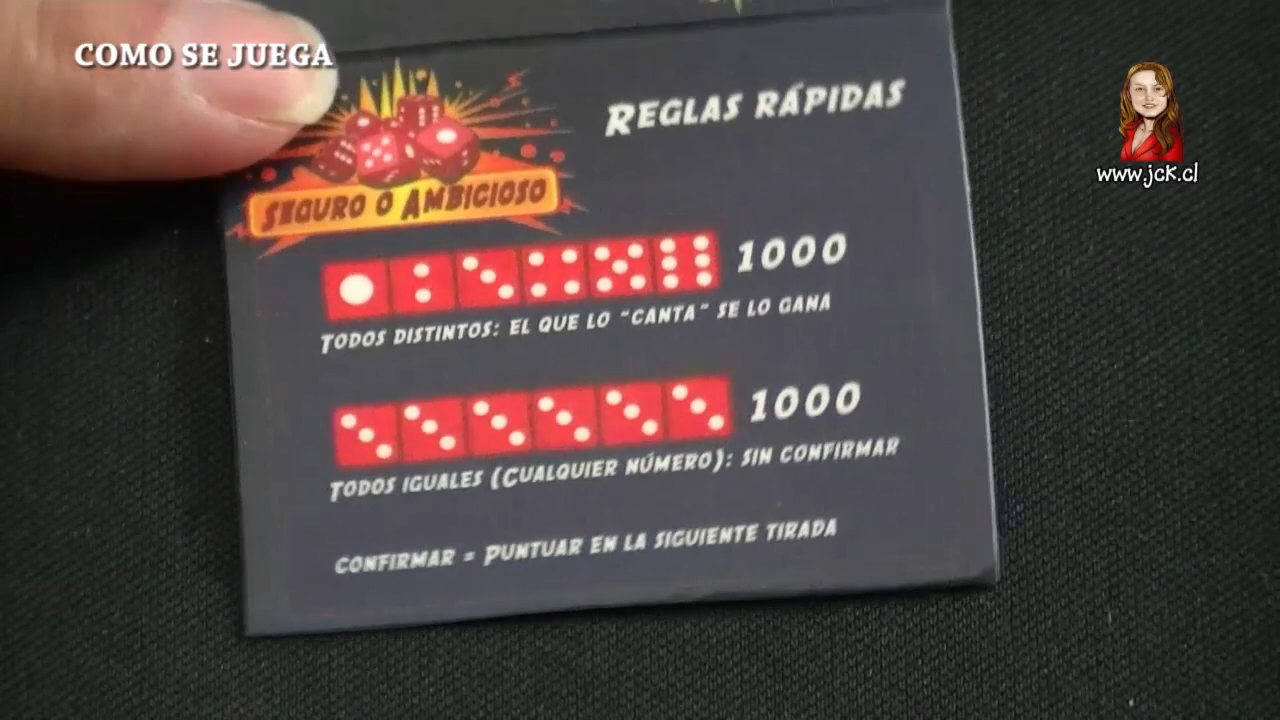 COMO SE JUEGA
REGLAS RÁPIDAS
www.jck.cl
SEGURO O AMBICIOSO
1000
TODOS DISTINTOS: EL QUE LO "CANTA" SE LO GANA
1000
TODOS IGUALES (CUALQUIER NÚMERO): SIN CONFIRMAR
CONFIRMAR = PUNTUAR EN LA SIGUIENTE TIRADA